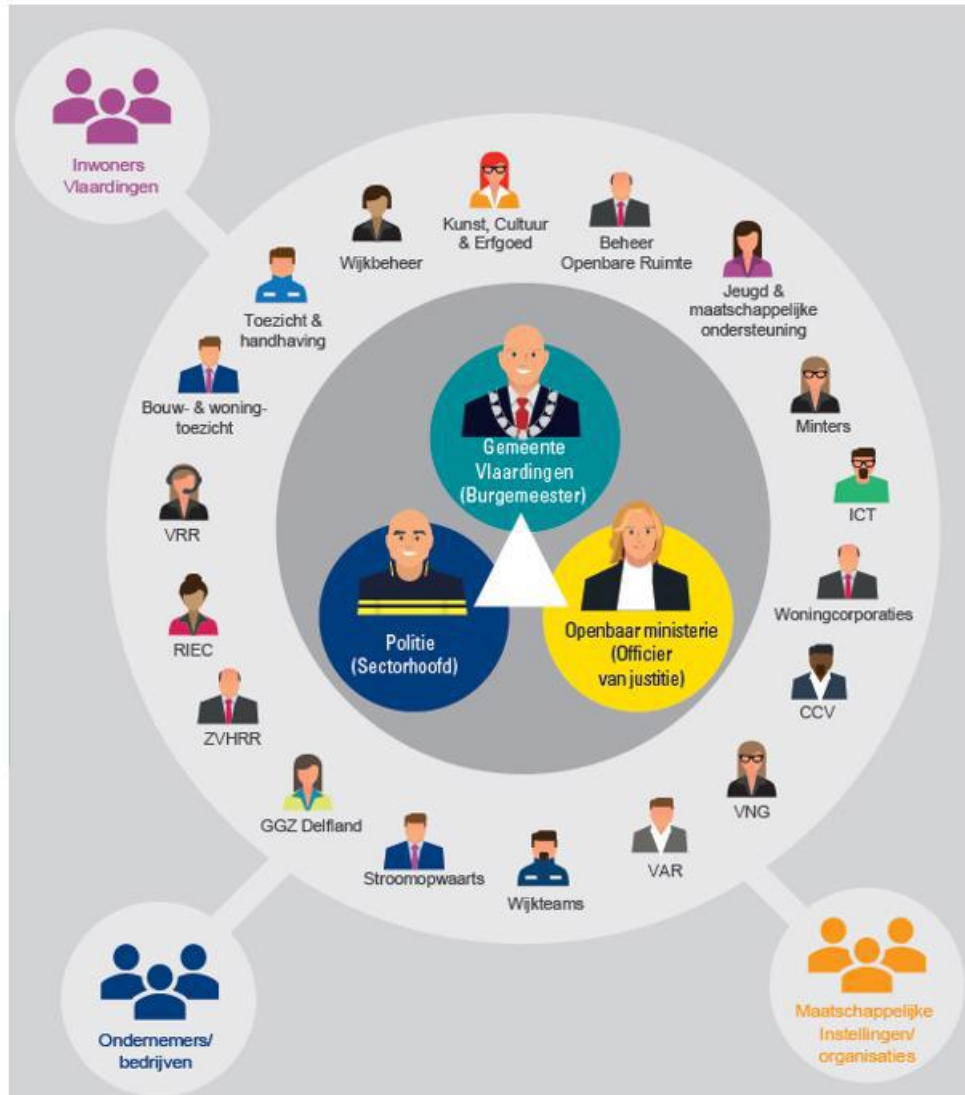 Inwoners
Vlaardingen
Kunst, Cultuur
& Erfgoed
Beheer
Openbare Ruimte
Wijkbeheer
Jeugd &
maatschappelijke
ondersteuning
Toezicht &
handhaving
Bouw- & woning-
toezicht
Minters
Gemeente
Vlaardingen
(Burgemeester)
ICT
VRR
Woningcorporaties
RIEC
Politie
(Sectorhoofd)
Openbaar ministerie
(Officier
van justitie)
CCV
ZVHRR
VNG
GGZ Delfland
VAR
Stroomopwaarts
Wijkteams
Ondernemers/
bedrijven
Maatschappelijke
Instellingen/
organisaties